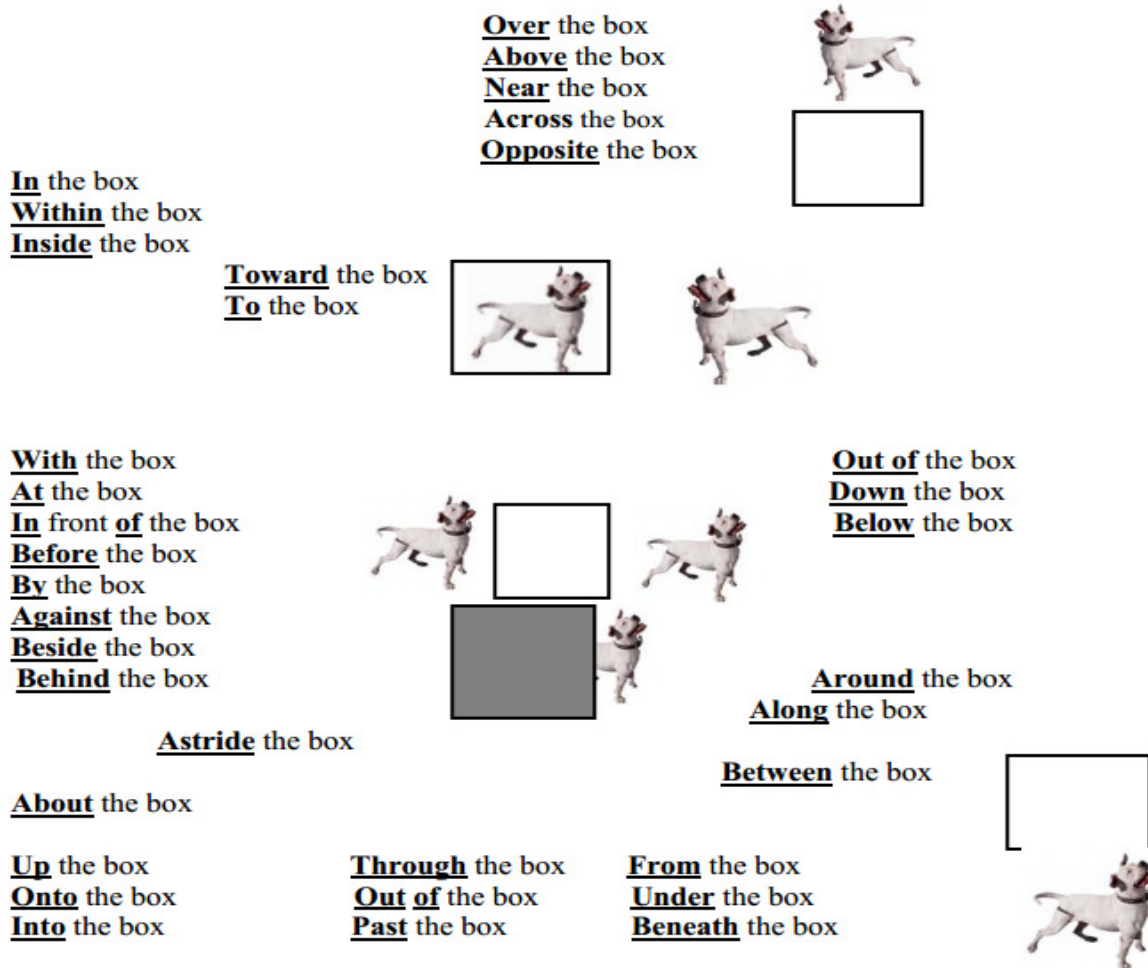 Over the box
Above the box
Near the box
Across the box
Opposite the box
In the box
Within the box
Inside the box
Toward the box
To the box
With the box
At the box
In front of the box
Before the box
By the box
Against the box
Beside the box
Behind the box
Out of the box
Down the box
Below the box
Around the box
Along the box
Astride the box
Between the box
About the box
Up the box
Onto the box
Into the box
Through the box
Out of the box
Past the box
From the box
Under the box
Beneath the box